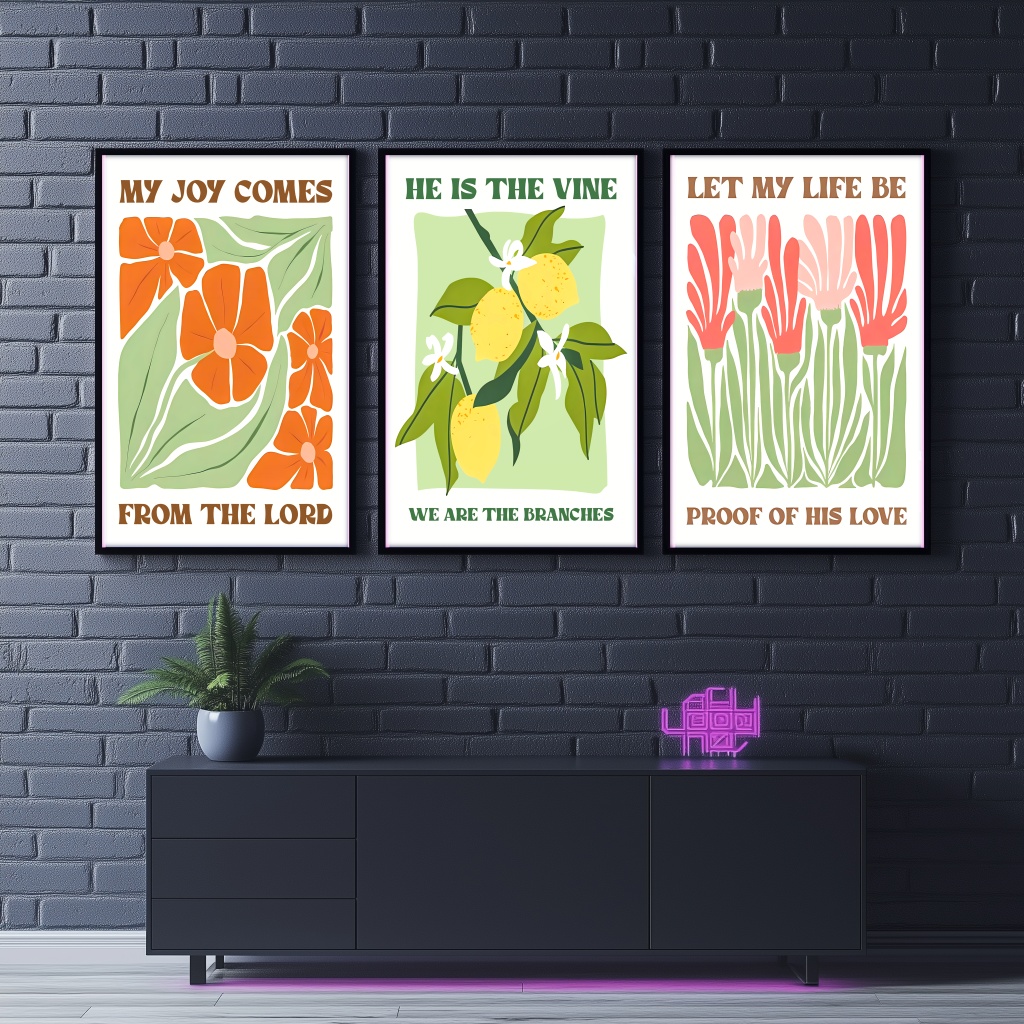 MY JOY COMES
FROM THE LORD
HE IS THE VINE
WE ARE THE BRANCHES
LET MY LIFE BE
PROOF OF HIS LOVE